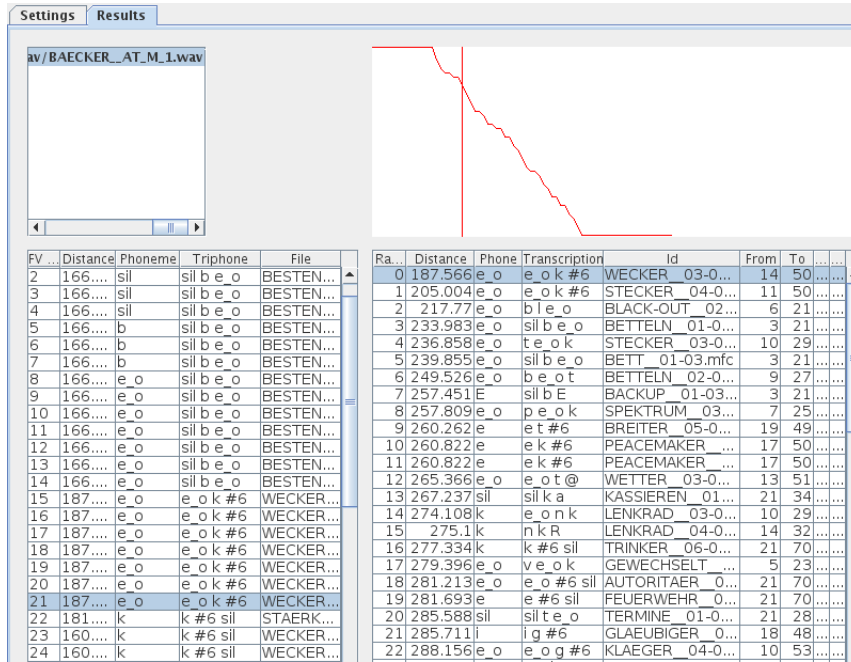 Settings Results
av/BAECKER__AT_M_1.wav
FV ... Distance Phoneme Triphone File
2 166.... sil sil b e_o BESTEN...
3 166.... sil sil b e_o BESTEN...
4 166.... sil sil b e_o BESTEN...
5 166.... b sil b e_o BESTEN...
6 166.... b sil b e_o BESTEN...
7 166.... b sil b e_o BESTEN...
8 166.... e_o sil b e_o BESTEN...
9 166.... e_o sil b e_o BESTEN...
10 166.... e_o sil b e_o BESTEN...
11 166.... e_o sil b e_o BESTEN...
12 166.... e_o sil b e_o BESTEN...
13 166.... e_o sil b e_o BESTEN...
14 166.... e_o sil b e_o BESTEN...
15 187.... e_o e_o k #6 WECKER...
16 187.... e_o e_o k #6 WECKER...
17 187.... e_o e_o k #6 WECKER...
18 187.... e_o e_o k #6 WECKER...
19 187.... e_o e_o k #6 WECKER...
20 187.... e_o e_o k #6 WECKER...
21 187.... e_o e_o k #6 WECKER...
22 181.... k k #6 sil STAERK...
23 160.... k k #6 sil WECKER...
24 160.... k k #6 sil WECKER...
Ra... Distance Phone Transcription Id From To ... ...
0 187.566 e_o e_o k #6 WECKER__03-0... 14 50 ... ...
1 205.004 e_o e_o k #6 STECKER__04-0... 11 50 ... ...
2 217.77 e_o b l e_o BLACK-OUT__02... 6 21 ... ...
3 233.983 e_o sil b e_o BETTELN__01-0... 3 21 ... ...
4 236.858 e_o t e_o k STECKER__03-0... 10 29 ... ...
5 239.855 e_o sil b e_o BETT__01-03.mfc 3 21 ... ...
6 249.526 e_o b e_o t BETTELN__02-0... 9 27 ... ...
7 257.451 E sil b E BACKUP__01-03... 3 21 ... ...
8 257.809 e_o p e_o k SPEKTRUM__03... 7 25 ... ...
9 260.262 e e t #6 BREITER__05-0... 19 49 ... ...
10 260.822 e e k #6 PEACEMAKER__... 17 50 ... ...
11 260.822 e e k #6 PEACEMAKER__... 17 50 ... ...
12 265.366 e_o e_o t @ WETTER__03-0... 13 51 ... ...
13 267.237 sil sil k a KASSIEREN__01... 21 34 ... ...
14 274.108 k e_o n k LENKRAD__03-0... 10 29 ... ...
15 275.1 k n k R LENKRAD__04-0... 14 32 ... ...
16 277.334 k k #6 sil TRINKER__06-0... 21 70 ... ...
17 279.396 e_o v e_o k GEWECHSELT__... 5 23 ... ...
18 281.213 e_o e_o #6 sil AUTORITAER__0... 21 70 ... ...
19 281.693 e e #6 sil FEUERWEHR__0... 21 70 ... ...
20 285.588 sil sil t e_o TERMINE__01-0... 21 28 ... ...
21 285.711 i i g #6 GLAEUBIGER__0... 18 48 ... ...
22 288.156 e_o e_o g #6 KLAEGER__04-0... 10 53 ... ...